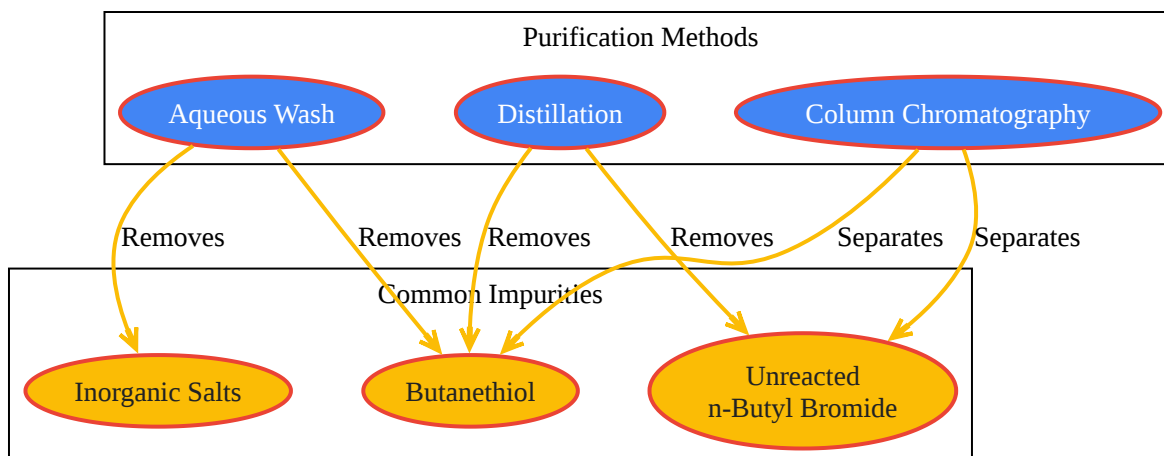 Purification Methods
Aqueous Wash
Distillation
Column Chromatography
Removes
Removes
Removes
Removes
Separates
Separates
Common Impurities
Inorganic Salts
Butanethiol
Unreacted
n-Butyl Bromide